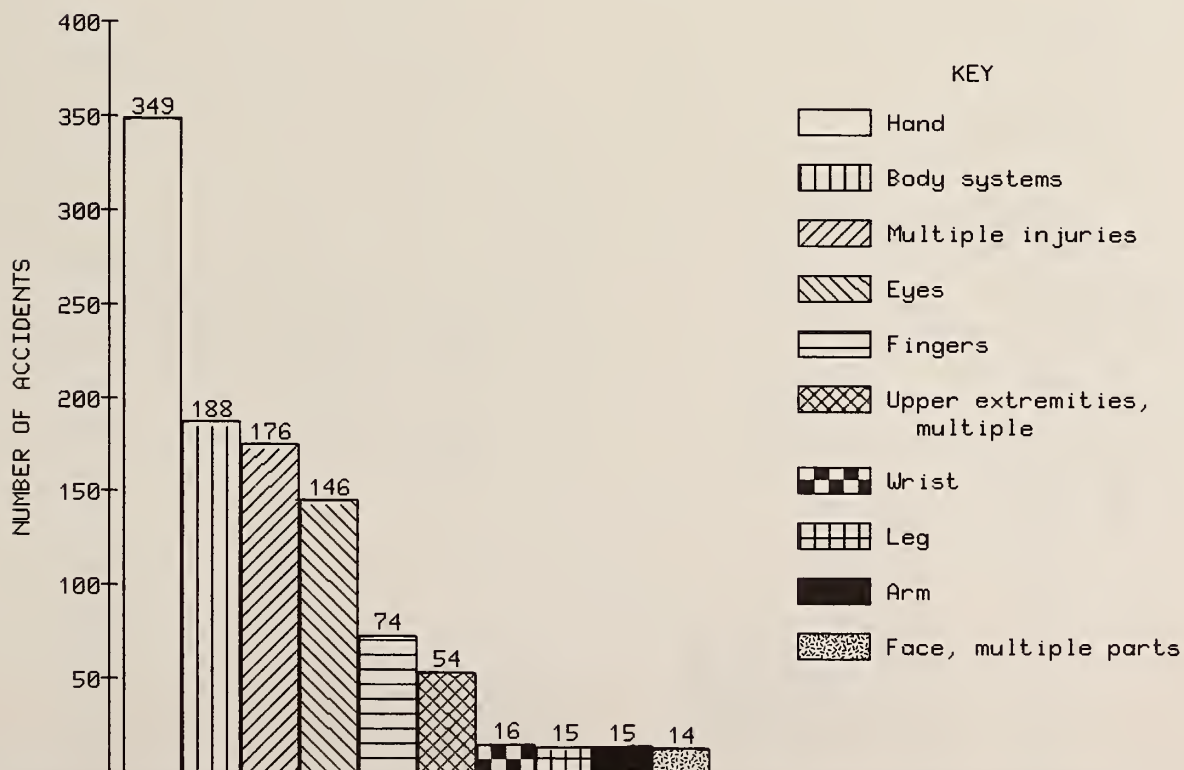 400
350
300
250
200
150
100
50
NUMBER OF ACCIDENTS
349
188
176
146
74
54
16
15
15
14
KEY
Hand
Body systems
Multiple injuries
Eyes
Fingers
Upper extremities,
multiple
Wrist
Leg
Arm
Face, multiple parts